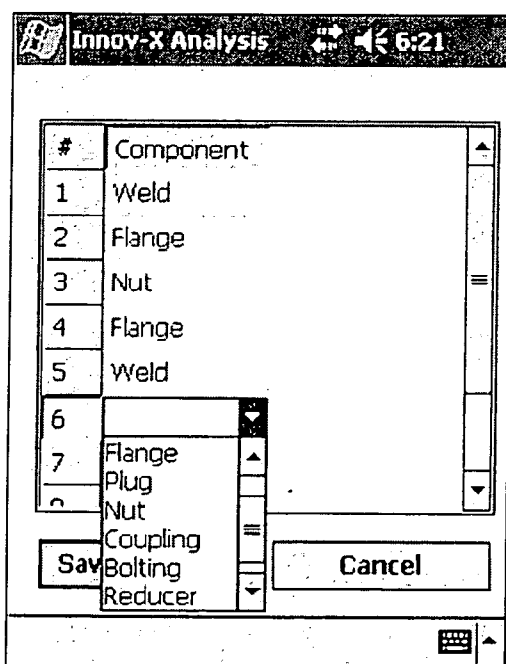 Innov-X Analysis 6:21
# Component
1 Weld
2 Flange
3 Nut
4 Flange
5 Weld
6
7 Flange
Plug
Nut
Coupling
Sav Bolting Cancel
Reducer